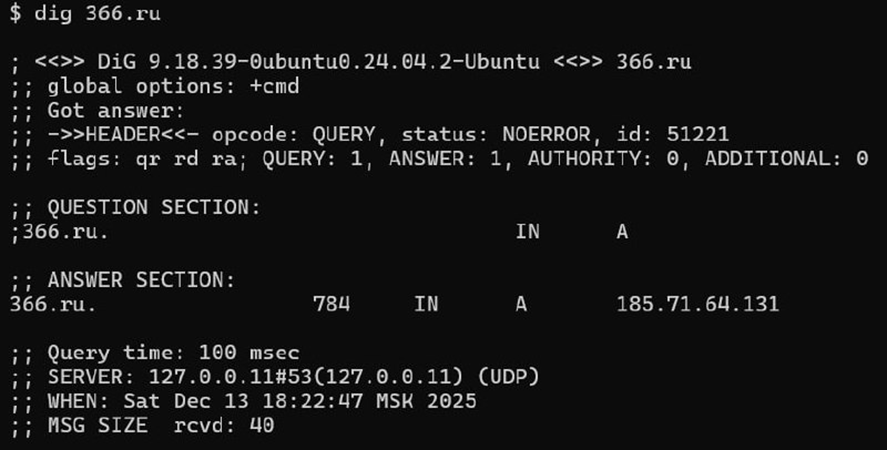 $ dig 366.ru
; <<>> DiG 9.18.39-0ubuntu0.24.04.2-Ubuntu <<>> 366.ru
;; global options: +cmd
;; Got answer:
;; ->>HEADER<<- opcode: QUERY, status: NOERROR, id: 51221
;; flags: qr rd ra; QUERY: 1, ANSWER: 1, AUTHORITY: 0, ADDITIONAL: 0
;; QUESTION SECTION:
;366.ru. IN A
;; ANSWER SECTION:
366.ru. 784 IN A 185.71.64.131
;; Query time: 100 msec
;; SERVER: 127.0.0.11#53(127.0.0.11) (UDP)
;; WHEN: Sat Dec 13 18:22:47 MSK 2025
;; MSG SIZE  rcvd: 40